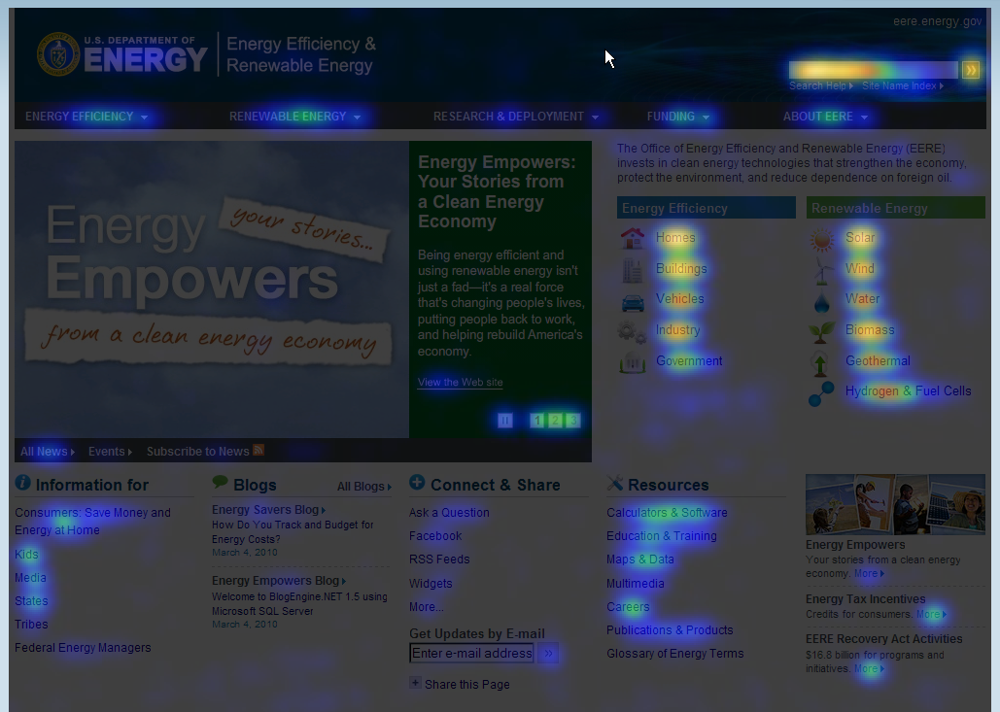 eere.energy.gov
U.S. DEPARTMENT OF
ENERGY
Energy Efficiency &
Renewable Energy
Search Help
Site Name Index
ENERGY EFFICIENCY
RENEWABLE ENERGY
RESEARCH & DEPLOYMENT
FUNDING
ABOUT EERE
Energy
your stories...
Empowers
from a clean energy economy
Energy Empowers:
Your Stories from
a Clean Energy
Economy
Being energy efficient and
using renewable energy isn't
just a fad—it's a real force
that's changing people's lives,
putting people back to work,
and helping rebuild America's
economy.
View the Web site
1 2 3
The Office of Energy Efficiency and Renewable Energy (EERE)
invests in clean energy technologies that strengthen the economy,
protect the environment, and reduce dependence on foreign oil.
Energy Efficiency
Homes
Buildings
Vehicles
Industry
Government
Renewable Energy
Solar
Wind
Water
Biomass
Geothermal
Hydrogen & Fuel Cells
All News
Events
Subscribe to News
Information for
Consumers: Save Money and
Energy at Home
Kids
Media
States
Tribes
Federal Energy Managers
Blogs
All Blogs
Energy Savers Blog
How Do You Track and Budget for
Energy Costs?
March 4, 2010
Energy Empowers Blog
Welcome to BlogEngine.NET 1.5 using
Microsoft SQL Server
March 4, 2010
Connect & Share
Ask a Question
Facebook
RSS Feeds
Widgets
More...
Get Updates by E-mail
Enter e-mail address
Share this Page
Resources
Calculators & Software
Education & Training
Maps & Data
Multimedia
Careers
Publications & Products
Glossary of Energy Terms
Energy Empowers
Your stories from a clean energy
economy. More
Energy Tax Incentives
Credits for consumers. More
EERE Recovery Act Activities
$16.8 billion for programs and
initiatives. More